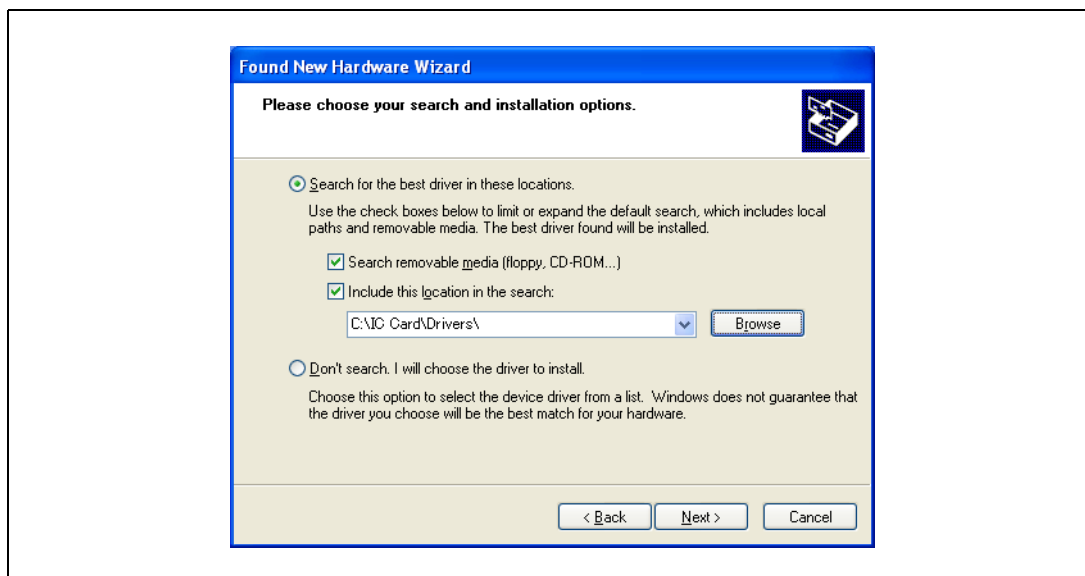 Found New Hardware Wizard
Please choose your search and installation options.
Search for the best driver in these locations.
Use the check boxes below to limit or expand the default search, which includes local
paths and removable media. The best driver found will be installed.
Search removable media (floppy, CD-ROM...)
Include this location in the search:
C:\IC Card\Drivers\
Browse
Don't search. I will choose the driver to install.
Choose this option to select the device driver from a list. Windows does not guarantee that
the driver you choose will be the best match for your hardware.
< Back Next > Cancel